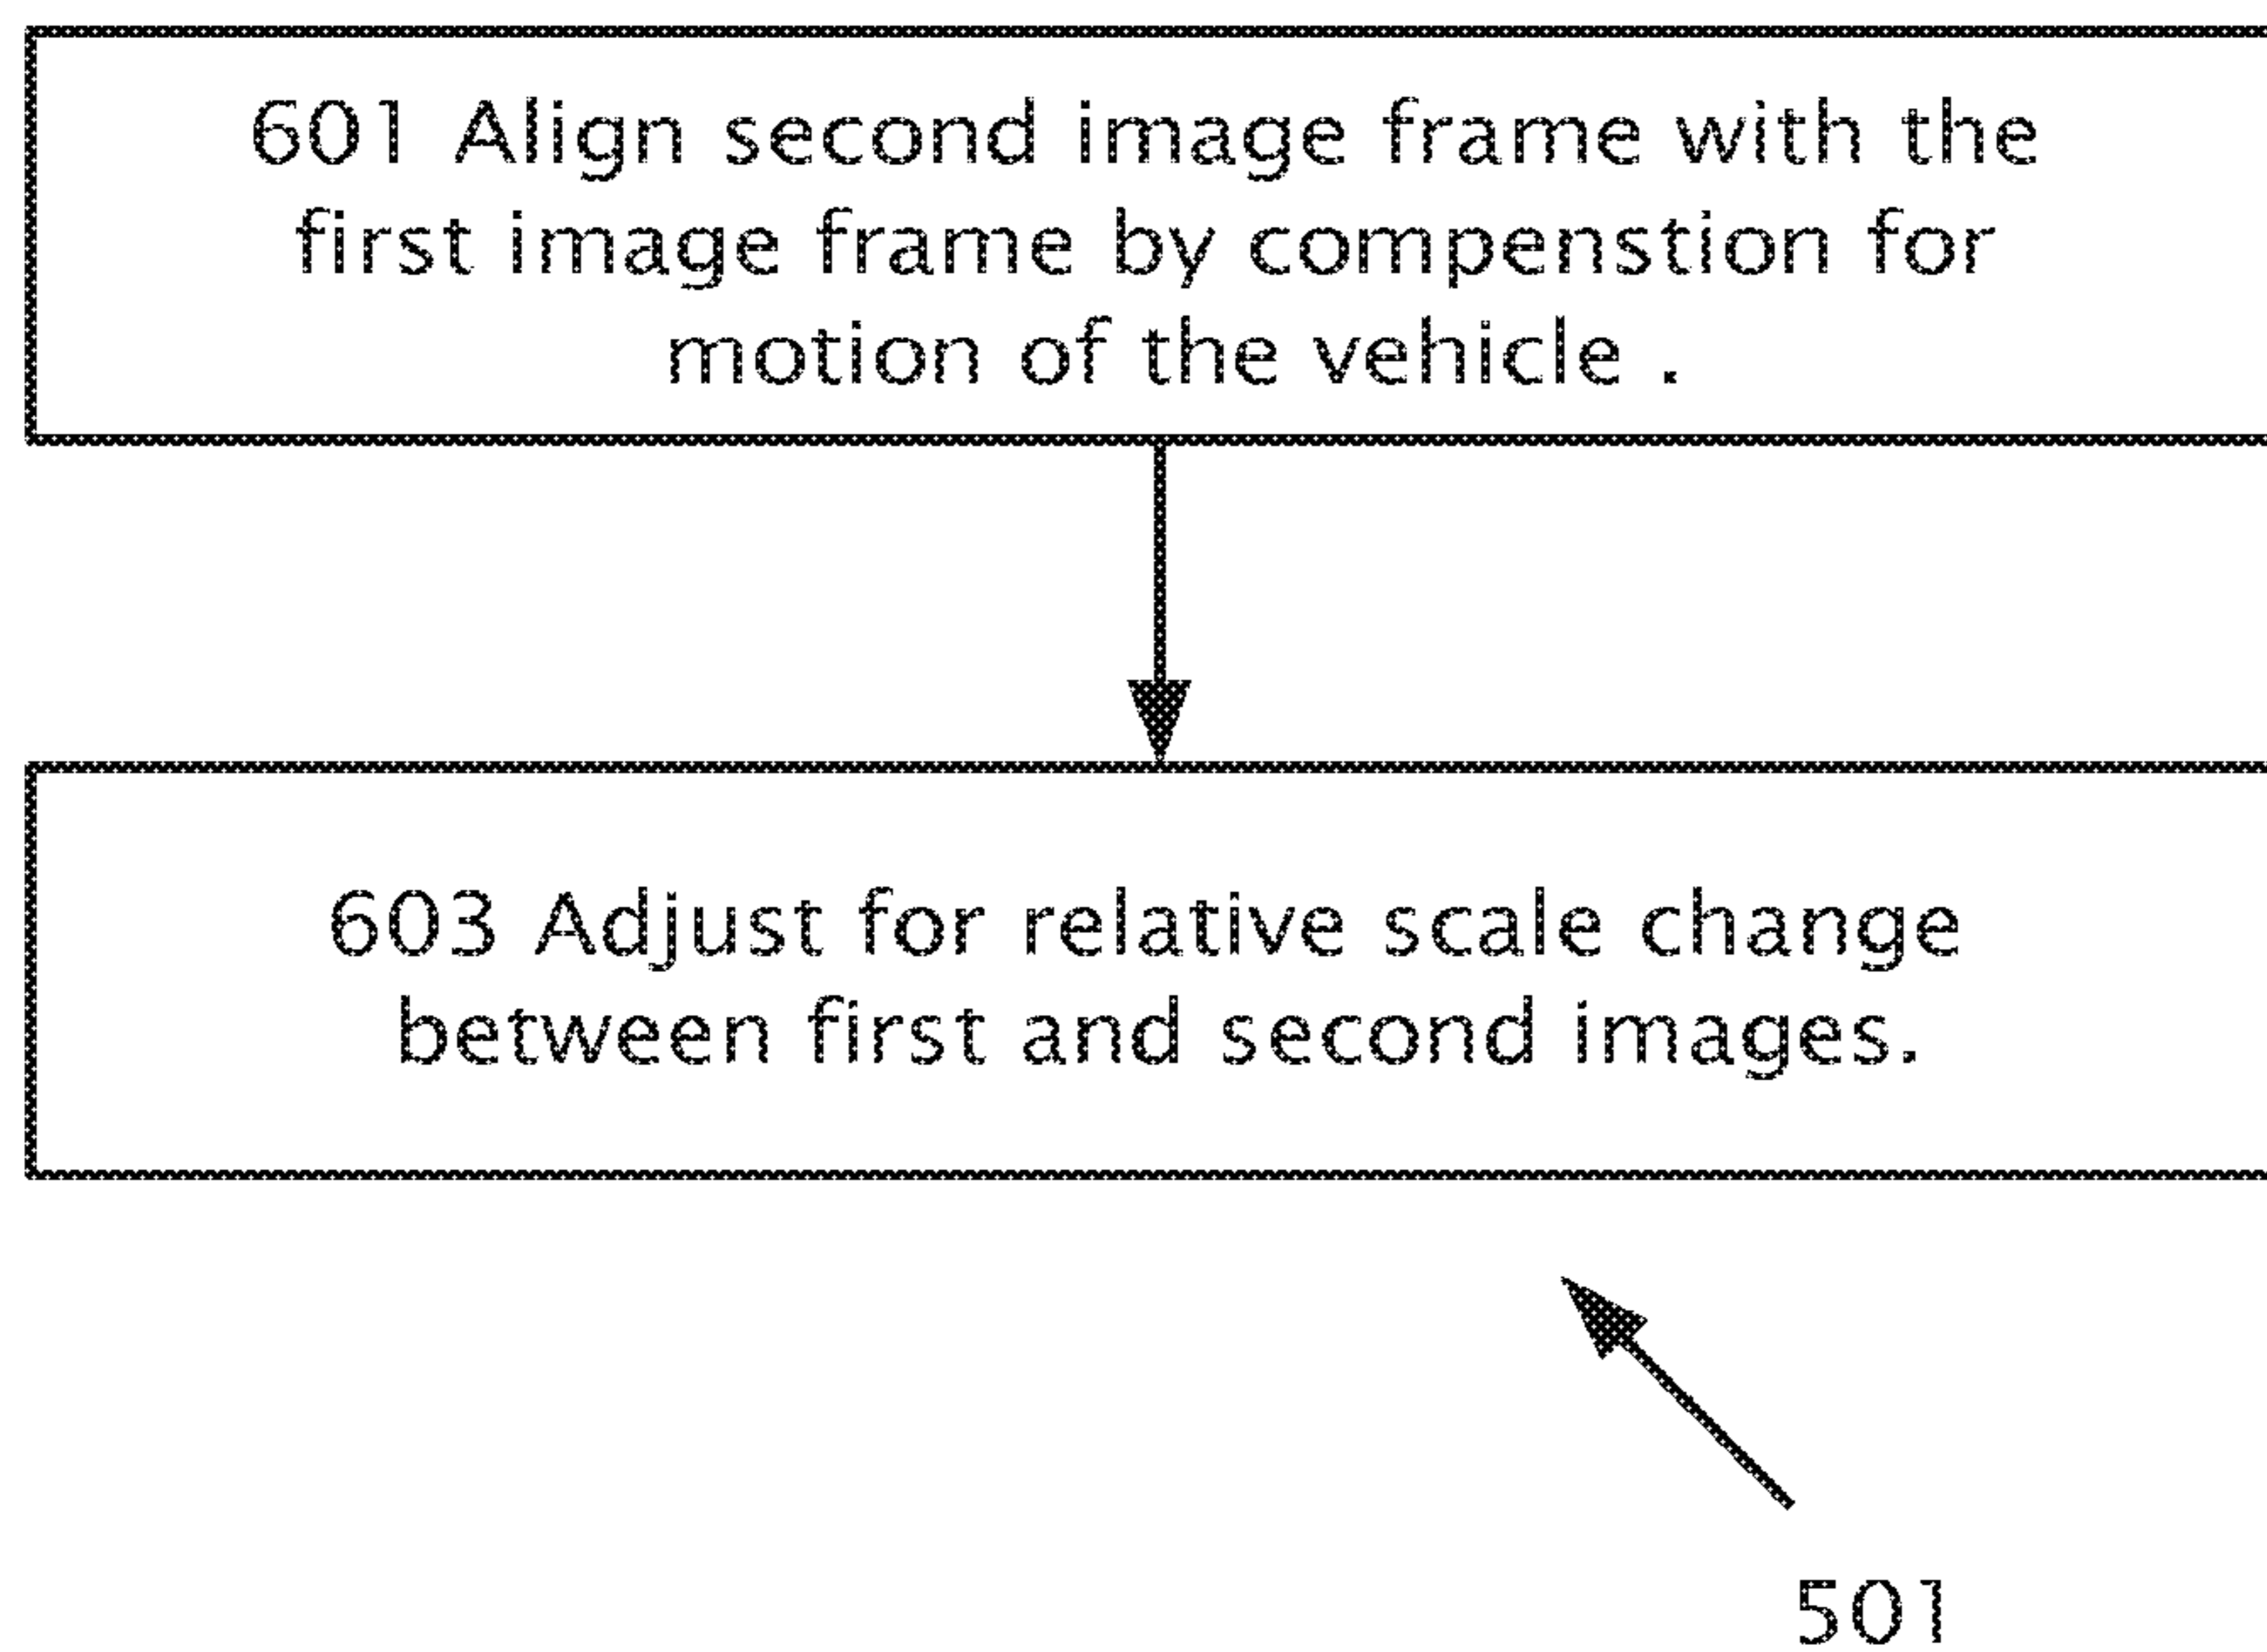 601 Align second image frame with the
first image frame by compenstion for
motion of the vehicle .
603 Adjust for relative scale change
between first and second images.
501